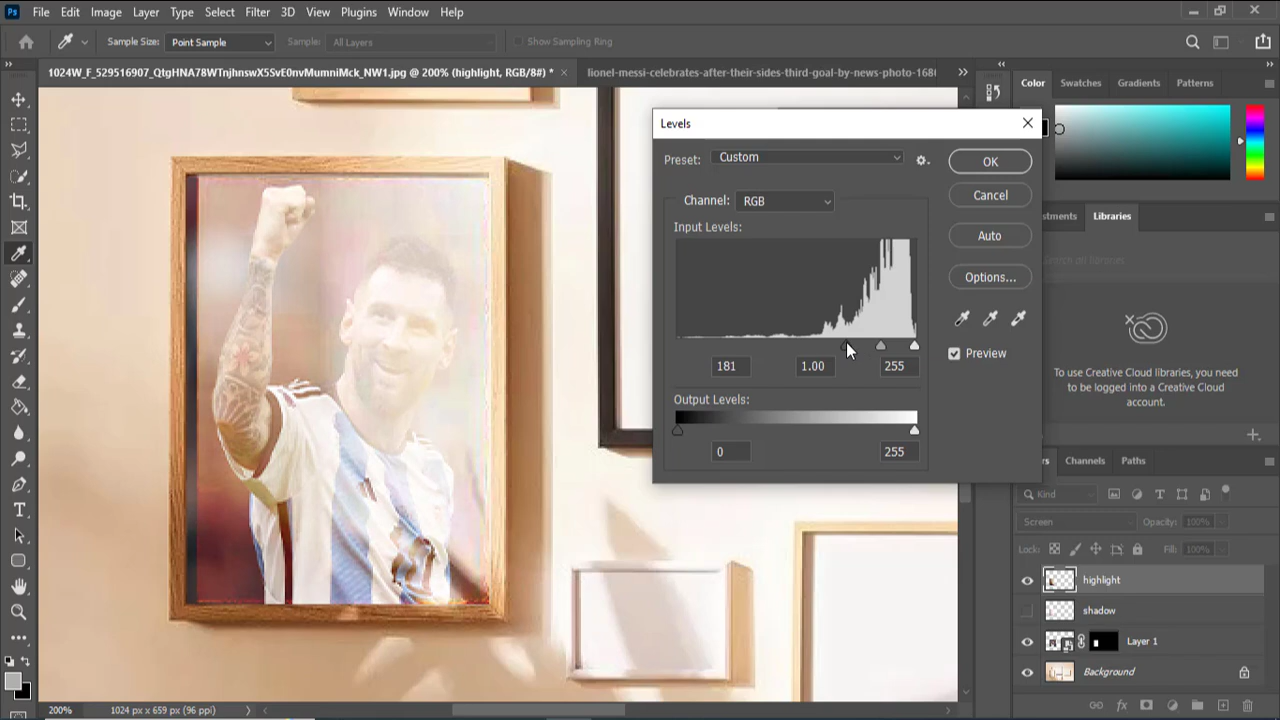 Ps File Edit Image Layer Type Select Filter 3D View Plugins Window Help
Sample Size: Point Sample Sample: All Layers Show Sampling Ring
1024W_F_529516907_QtgHNA78WTnjhnswX5SvE0nvMumniMck_NW1.jpg @ 200% (highlight, RGB/8#) *
lionel-messi-celebrates-after-their-sides-third-goal-by-news-photo-168
Color Swatches Gradients Patterns
Levels
Preset: Custom
OK
Channel: RGB
Cancel
Input Levels:
Auto
Options...
Preview
181 1.00 255
Output Levels:
0 255
stments Libraries
To use Creative Cloud libraries, you need to be logged into a Creative Cloud account.
rs Channels Paths
Kind
Screen Opacity: 100%
Lock: Fill: 100%
highlight
shadow
Layer 1
Background
fx
10
200% 1024 px x 659 px (96 ppi)